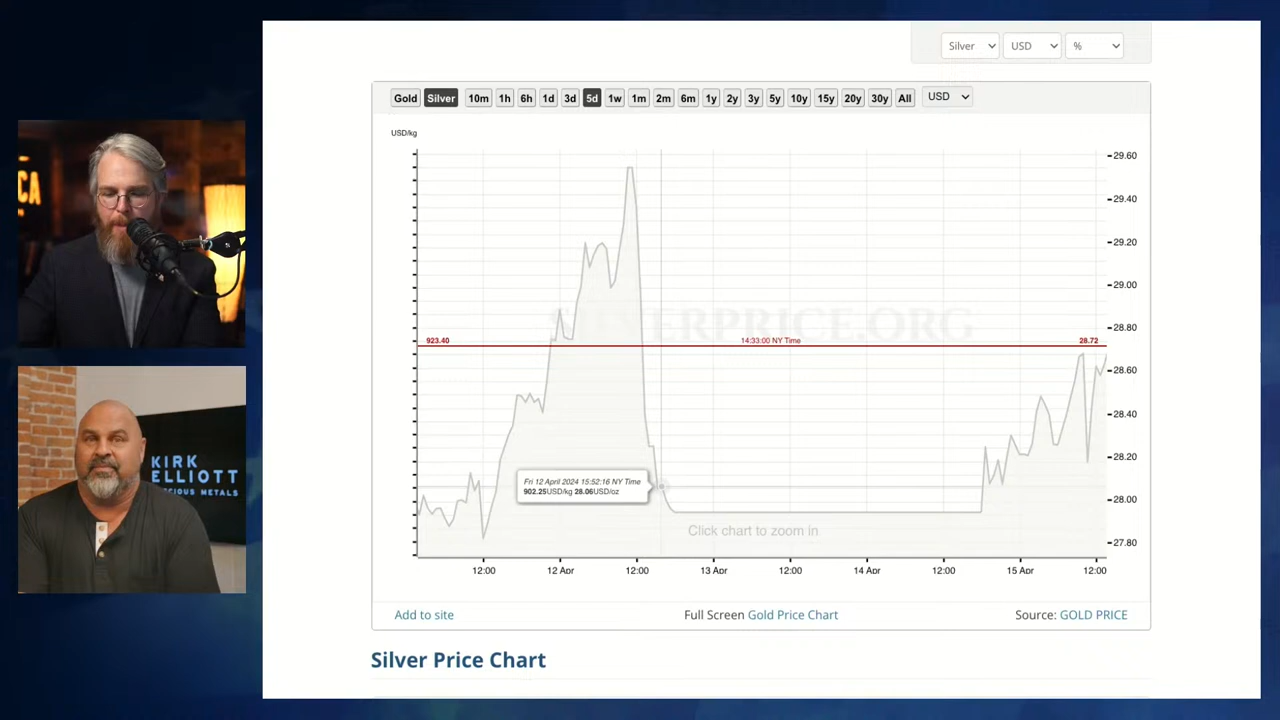 Silver USD %
Gold Silver 10m 1h 6h 1d 3d 5d 1w 1m 2m 6m 1y 2y 3y 5y 10y 15y 20y 30y All USD
USD/kg
29.60
29.40
29.20
29.00
28.80
SILVERPRICE.ORG
923.40 14:33:00 NY Time 28.72
28.60
28.40
28.20
28.00
27.80
Fri 12 April 2024 15:52:16 NY Time
902.25USD/kg 28.06USD/oz
Click chart to zoom in
12:00 12 Apr 12:00 13 Apr 12:00 14 Apr 12:00 15 Apr 12:00
Add to site Full Screen Gold Price Chart Source: GOLD PRICE
Silver Price Chart
CA
KIRK
ELLIOTT
CIOUS METALS